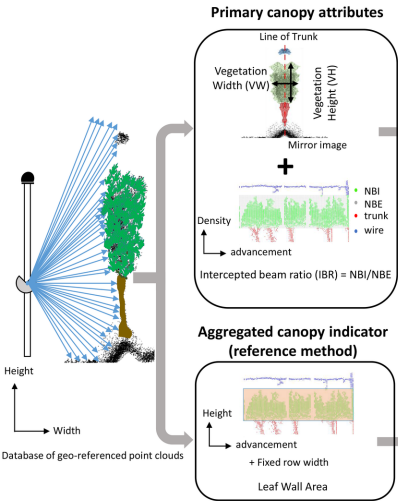 Primary canopy attributes
Line of Trunk
Vegetation
Width (VW)
Vegetation
Height (VH)
Mirror image
+
NBI
NBE
trunk
wire
Density
advancement
Intercepted beam ratio (IBR) = NBI/NBE
Height
Width
Database of geo-referenced point clouds
Aggregated canopy indicator
(reference method)
Height
advancement
+ Fixed row width
Leaf Wall Area